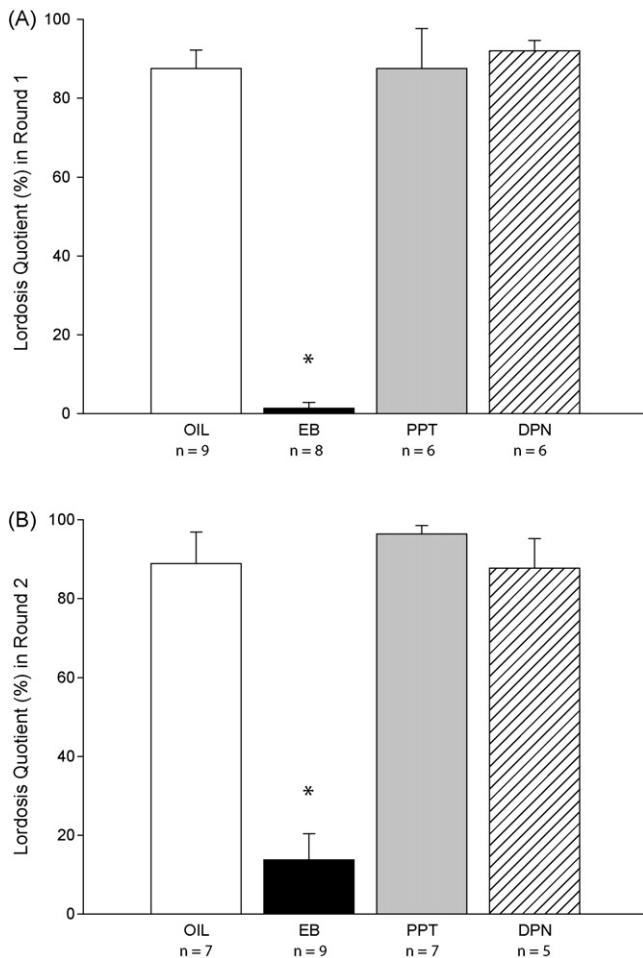 (A)
Lordosis Quotient (%) in Round 1
100
80
60
40
20
0
*
OIL EB PPT DPN
n = 9 n = 8 n = 6 n = 6
(B)
Lordosis Quotient (%) in Round 2
100
80
60
40
20
0
*
OIL EB PPT DPN
n = 7 n = 9 n = 7 n = 5